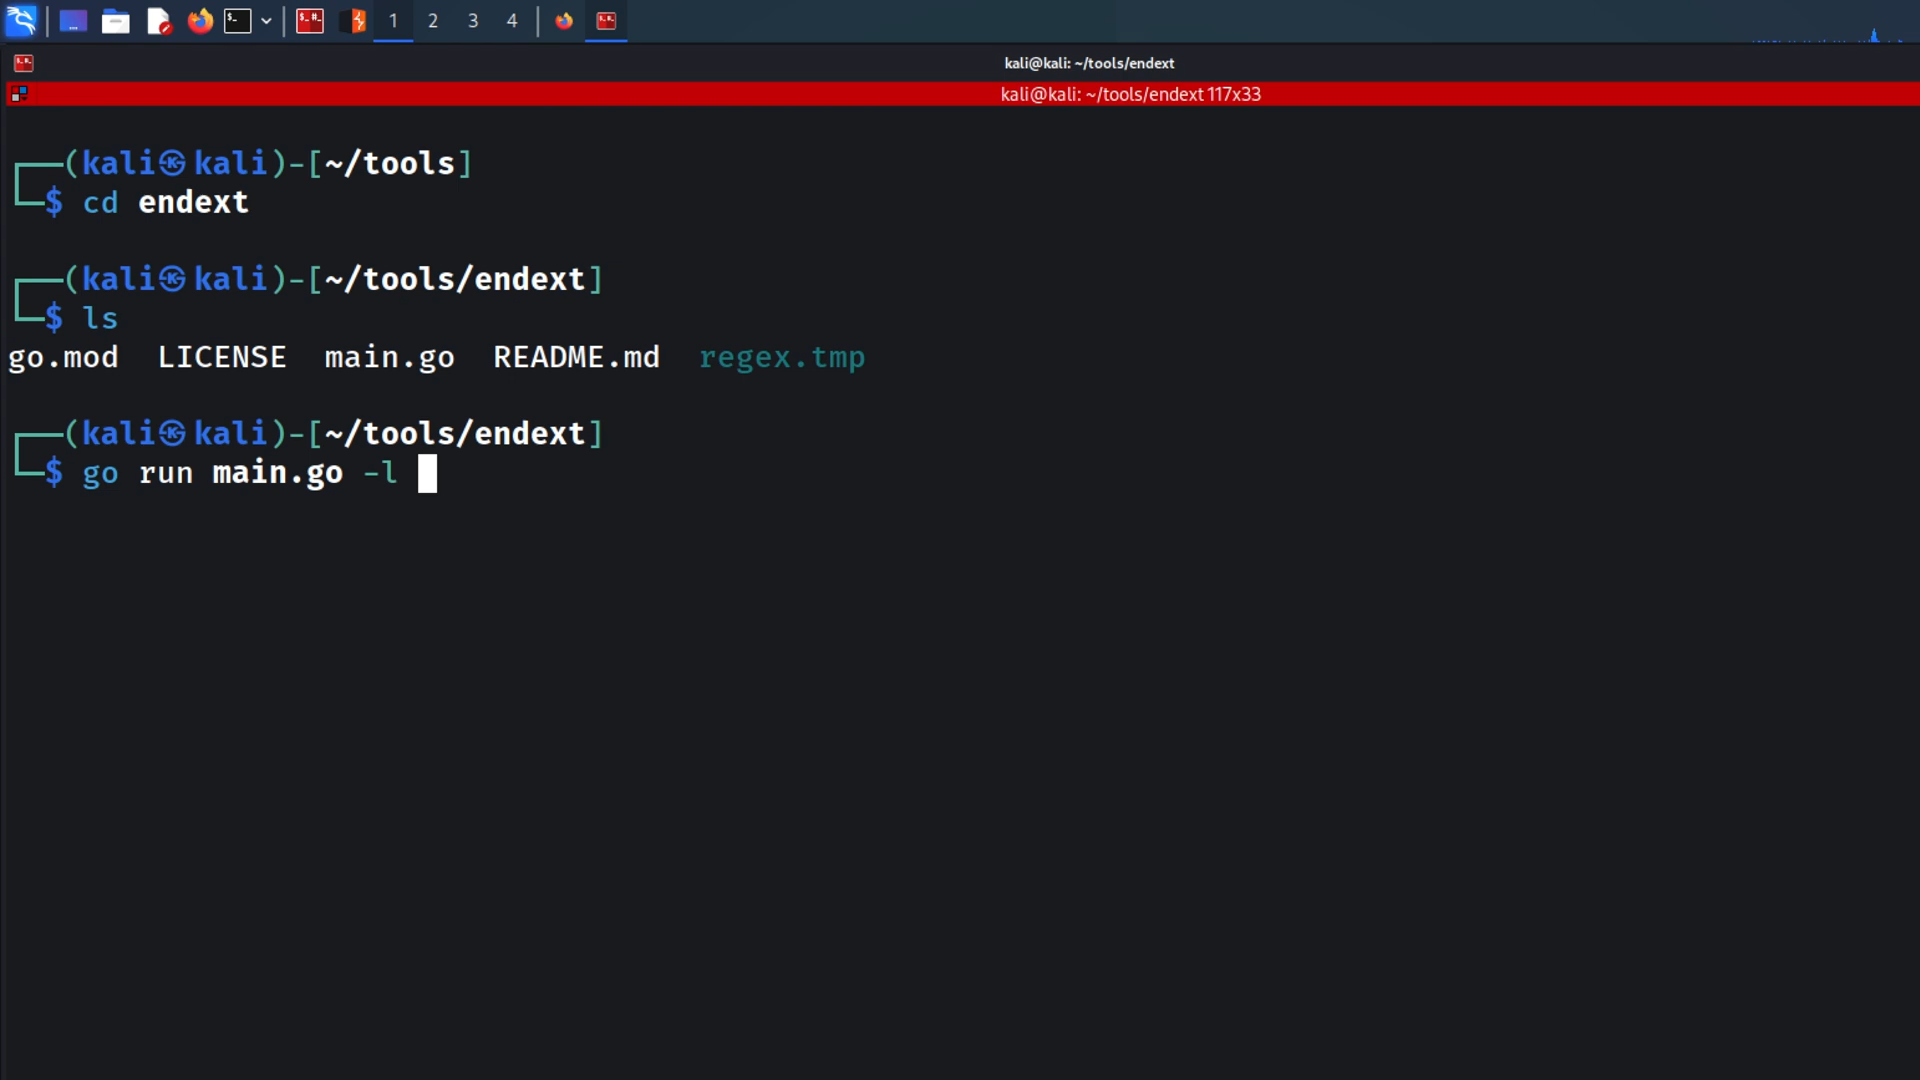 1 2 3 4
kali@kali: ~/tools/endext
kali@kali: ~/tools/endext 117x33
┌──(kali㉿kali)-[~/tools]
└─$ cd endext
┌──(kali㉿kali)-[~/tools/endext]
└─$ ls
go.mod LICENSE main.go README.md regex.tmp
┌──(kali㉿kali)-[~/tools/endext]
└─$ go run main.go -l